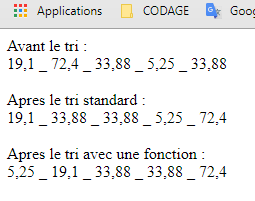 Applications CODAGE Goo
Avant le tri :
19,1 _ 72,4 _ 33,88 _ 5,25 _ 33,88
Apres le tri standard :
19,1 _ 33,88 _ 33,88 _ 5,25 _ 72,4
Apres le tri avec une fonction :
5,25 _ 19,1 _ 33,88 _ 33,88 _ 72,4